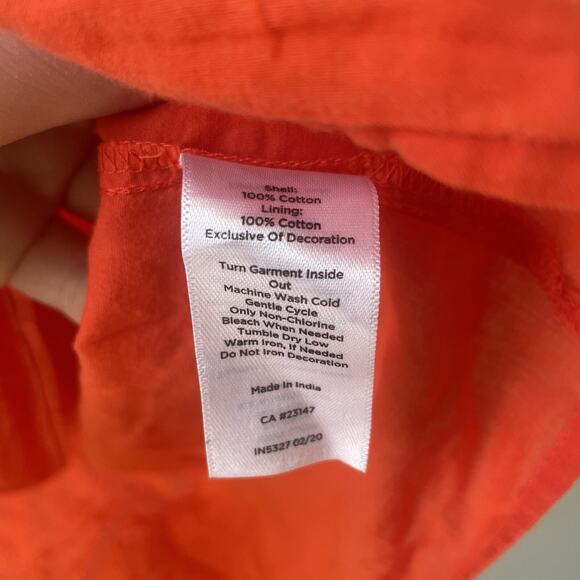 Shell:
100% Cotton
Lining:
100% Cotton
Exclusive Of Decoration
Turn Garment Inside
Out
Machine Wash Cold
Gentle Cycle
Only Non-Chlorine
Bleach When Needed
Tumble Dry Low
Warm Iron, If Needed
Do Not Iron Decoration
Made In India
CA #23147
IN5327 02/20